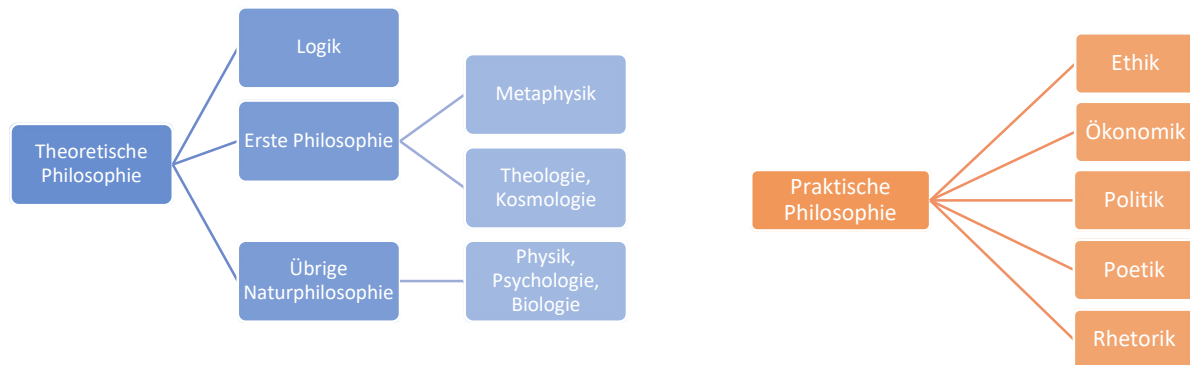 Theoretische
Philosophie
Logik
Erste Philosophie
Metaphysik
Theologie,
Kosmologie
Übrige
Naturphilosophie
Physik,
Psychologie,
Biologie
Praktische
Philosophie
Ethik
Ökonomik
Politik
Poetik
Rhetorik